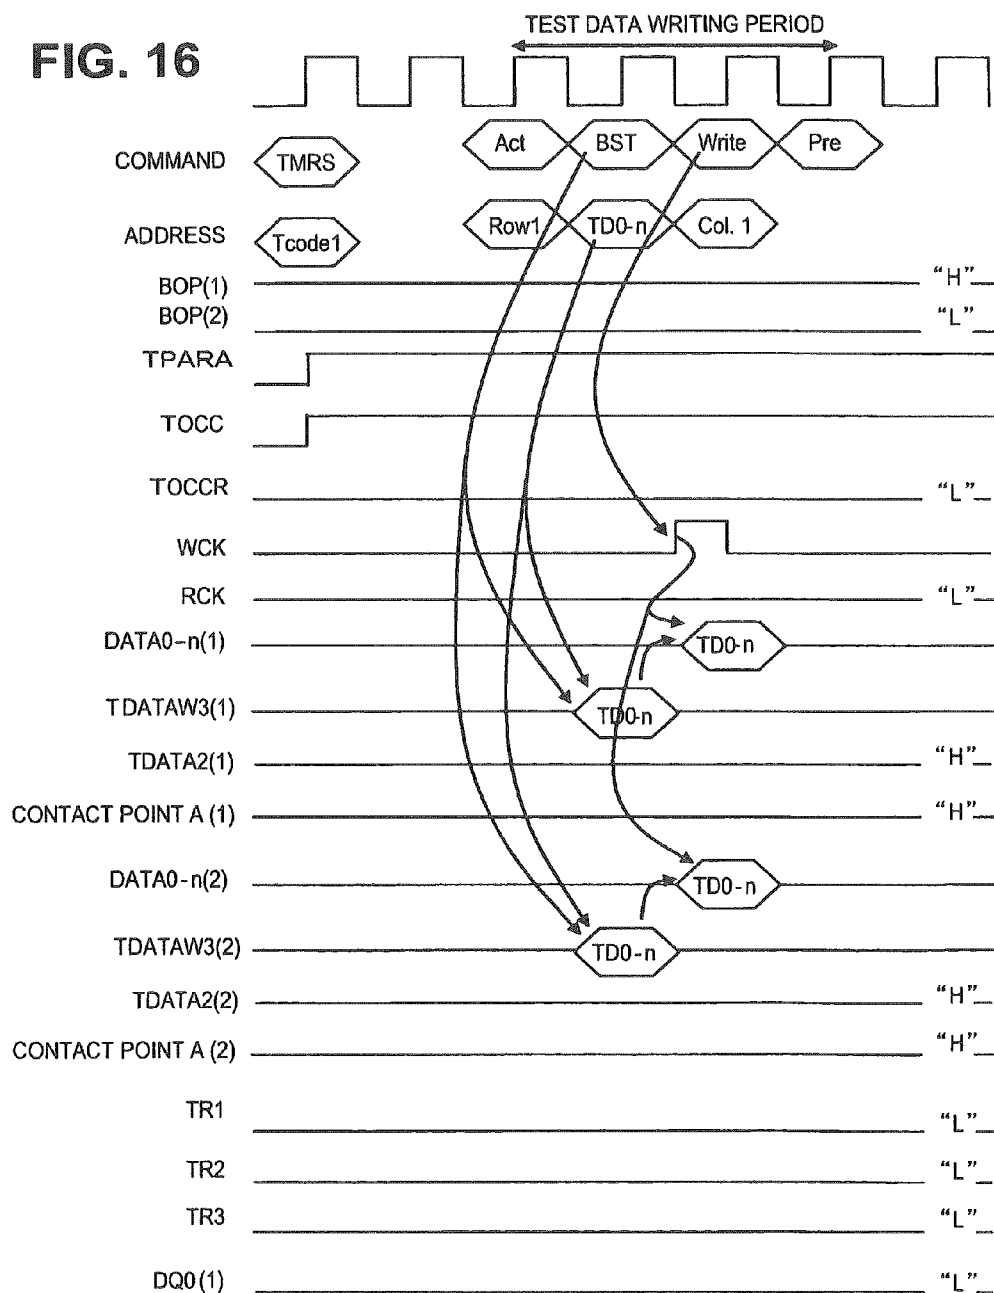 TEST DATA WRITING PERIOD
FIG. 16
COMMAND TMRS Act BST Write Pre
ADDRESS Tcode1 Row1 TD0-n Col. 1
BOP(1) "H"
BOP(2) "L"
TPARA
TOCC
TOCCR "L"
WCK
RCK "L"
DATA0-n(1) TD0-n
TDATAW3(1) TD0-n
TDATA2(1) "H"
CONTACT POINT A (1) "H"
DATA0-n(2) TD0-n
TDATAW3(2) TD0-n
TDATA2(2) "H"
CONTACT POINT A (2) "H"
TR1 "L"
TR2 "L"
TR3 "L"
DQ0(1) "L"